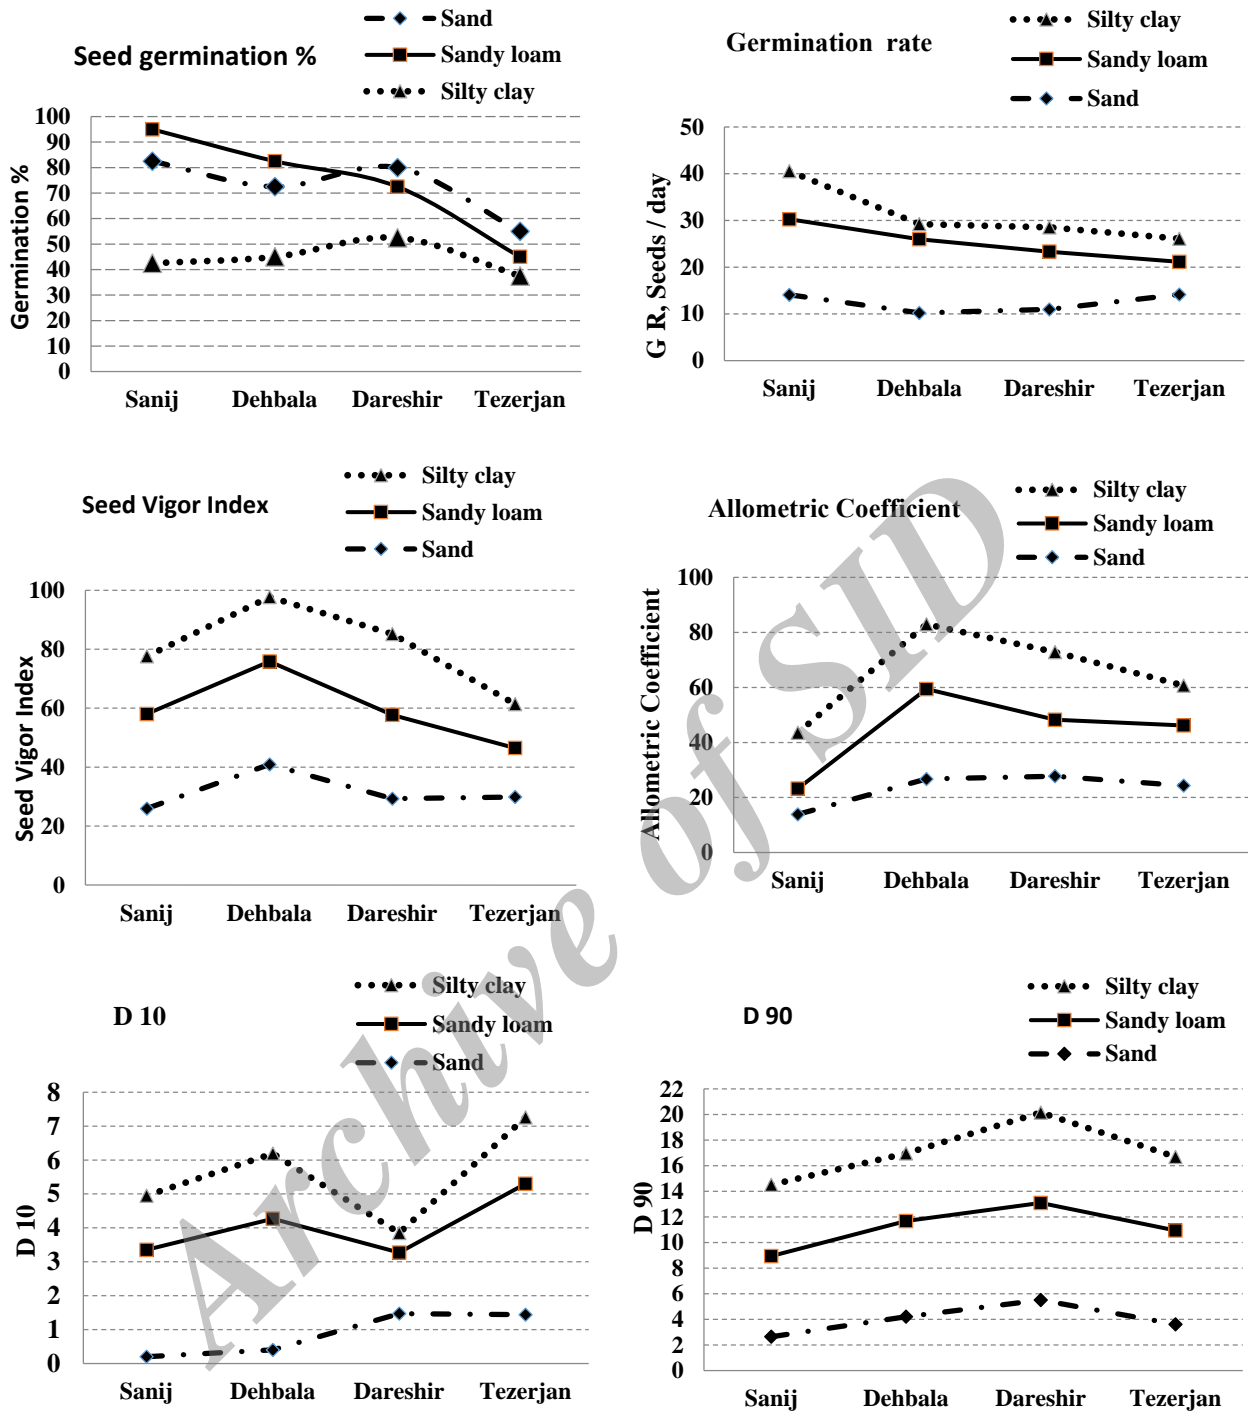 Seed germination %
Sand
Sandy loam
Silty clay
Germination %
100
90
80
70
60
50
40
30
20
10
0
Sanij Dehbala Dareshir Tezerjan
Germination rate
Silty clay
Sandy loam
Sand
G R, Seeds / day
50
40
30
20
10
0
Sanij Dehbala Dareshir Tezerjan
Seed Vigor Index
Silty clay
Sandy loam
Sand
Seed Vigor Index
100
80
60
40
20
0
Sanij Dehbala Dareshir Tezerjan
Allometric Coefficient
Silty clay
Sandy loam
Sand
Allometric Coefficient
100
80
60
40
20
0
Sanij Dehbala Dareshir Tezerjan
D 10
Silty clay
Sandy loam
Sand
D 10
8
7
6
5
4
3
2
1
0
Sanij Dehbala Dareshir Tezerjan
D 90
Silty clay
Sandy loam
Sand
D 90
22
20
18
16
14
12
10
8
6
4
2
0
Sanij Dehbala Dareshir Tezerjan
Archive of SID